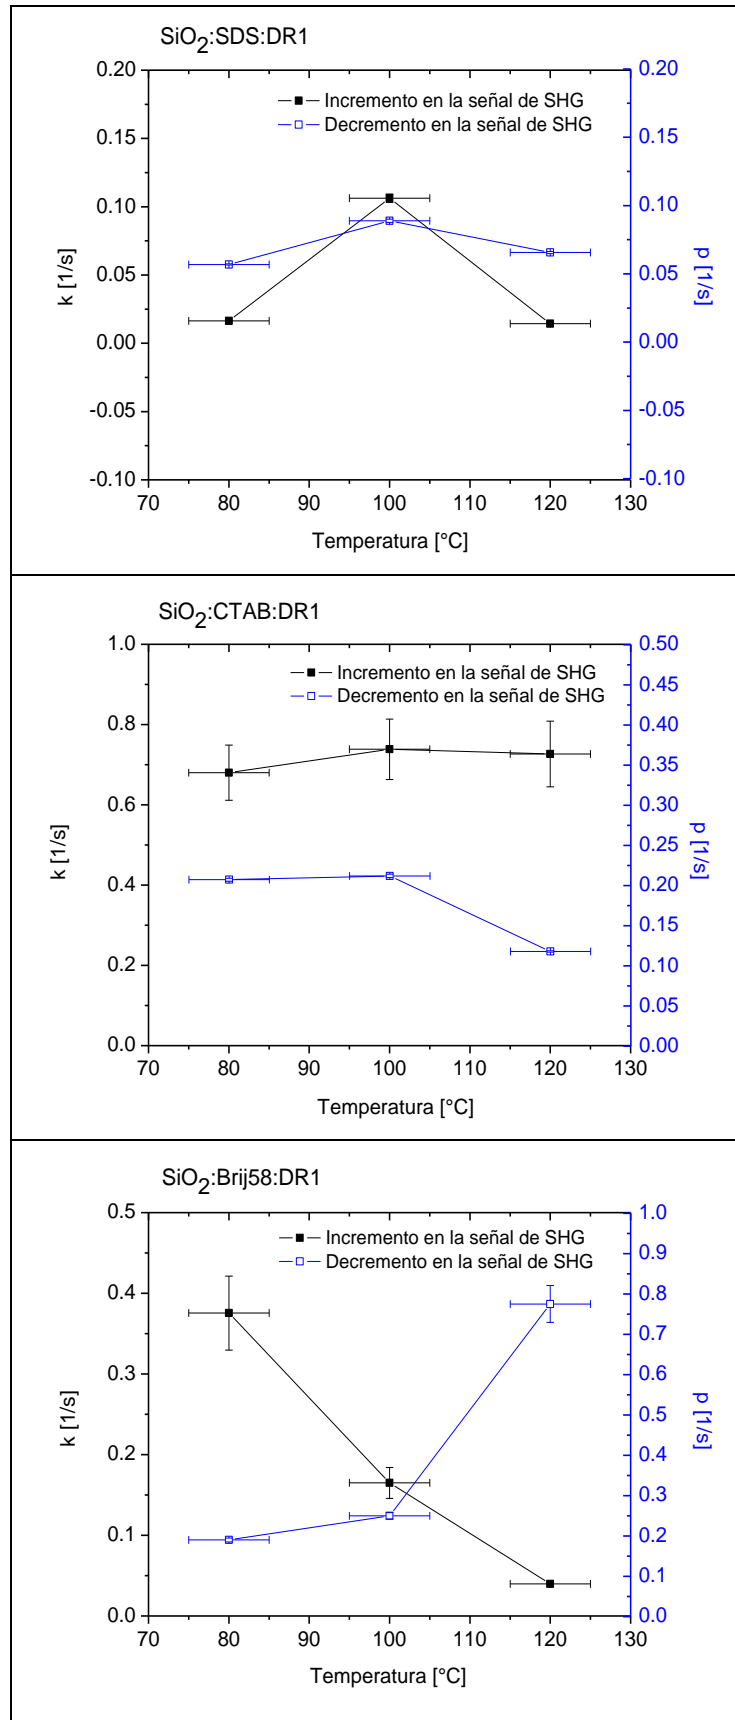 SiO2:SDS:DR1
0.20
0.15
0.10
0.05
0.00
-0.05
-0.10
k [1/s]
Incremento en la señal de SHG
Decremento en la señal de SHG
0.20
0.15
0.10
0.05
0.00
-0.05
-0.10
p [1/s]
70 80 90 100 110 120 130
Temperatura [°C]
SiO2:CTAB:DR1
1.0
0.8
0.6
0.4
0.2
0.0
k [1/s]
Incremento en la señal de SHG
Decremento en la señal de SHG
0.50
0.45
0.40
0.35
0.30
0.25
0.20
0.15
0.10
0.05
0.00
p [1/s]
70 80 90 100 110 120 130
Temperatura [°C]
SiO2:Brij58:DR1
0.5
0.4
0.3
0.2
0.1
0.0
k [1/s]
Incremento en la señal de SHG
Decremento en la señal de SHG
1.0
0.9
0.8
0.7
0.6
0.5
0.4
0.3
0.2
0.1
0.0
p [1/s]
70 80 90 100 110 120 130
Temperatura [°C]